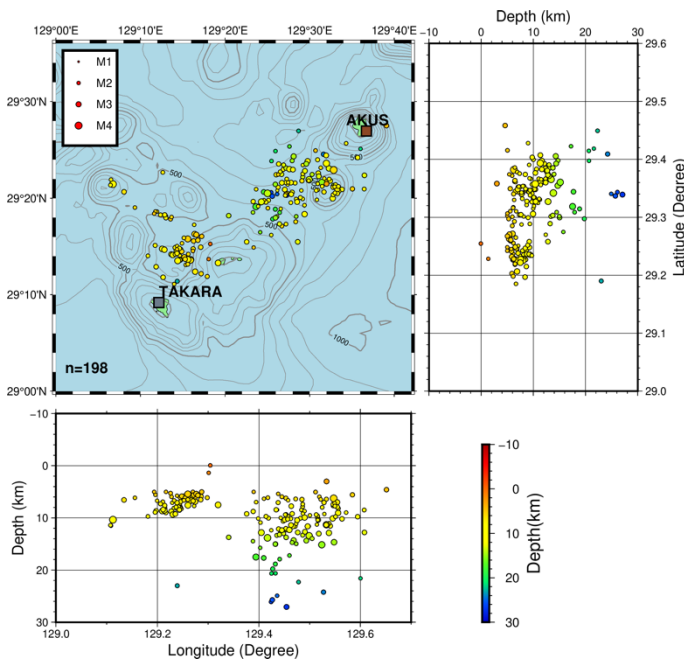 129°00'E 129°10'E 129°20'E 129°30'E 129°40'E
29°30'N
29°20'N
29°10'N
29°00'N
M1
M2
M3
M4
AKUS
TAKARA
500
500
500
500
1000
n=198
Depth (km)
0 10 20 30
29.6
29.5
29.4
29.3
29.2
29.1
29.0
Latitude (Degree)
-10
0
10
20
30
Depth (km)
129.0 129.2 129.4 129.6
Longitude (Degree)
-10
0
10
20
30
Depth(km)